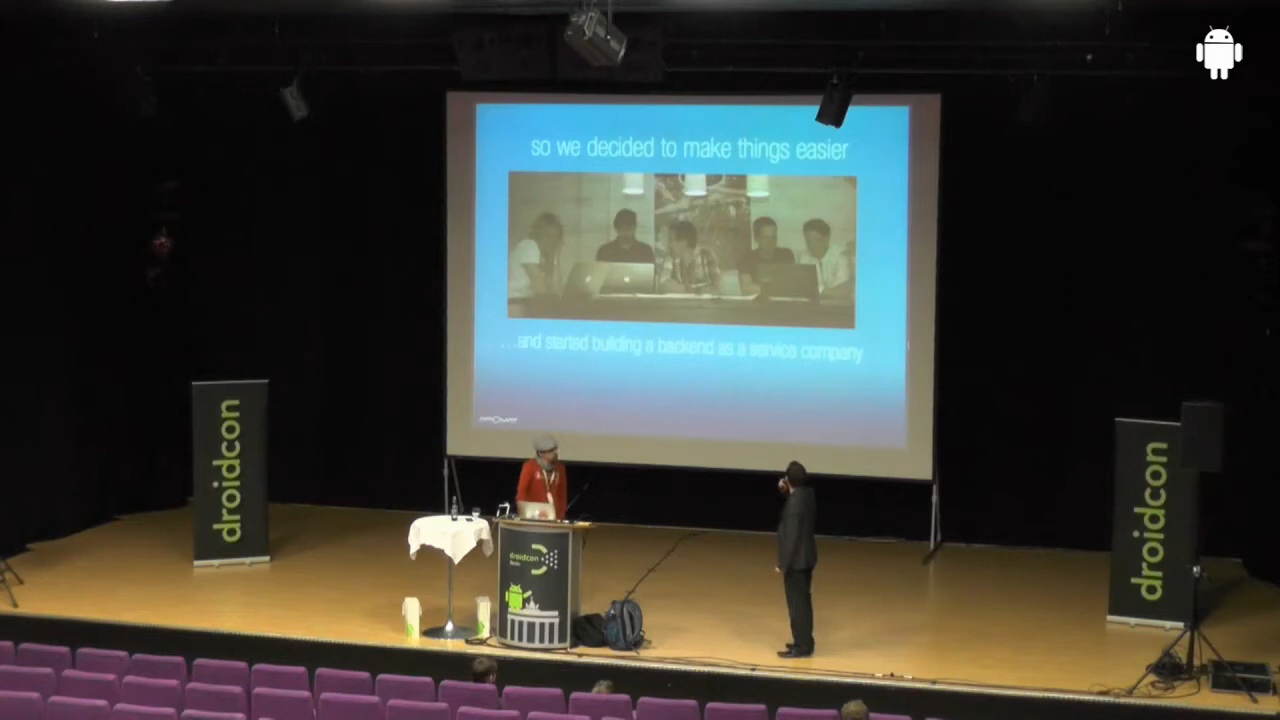 so we decided to make things easier
...and started building a backend as a service company
droidcon
droidcon
droidcon